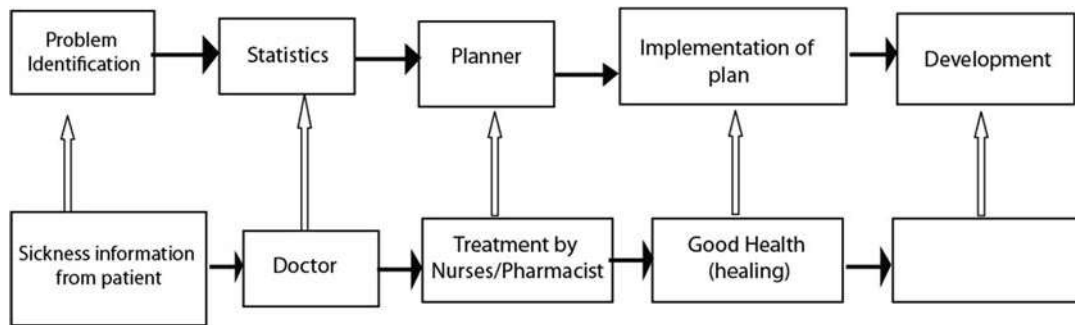 Problem
Identification
Statistics
Planner
Implementation of
plan
Development
Sickness information
from patient
Doctor
Treatment by
Nurses/Pharmacist
Good Health
(healing)